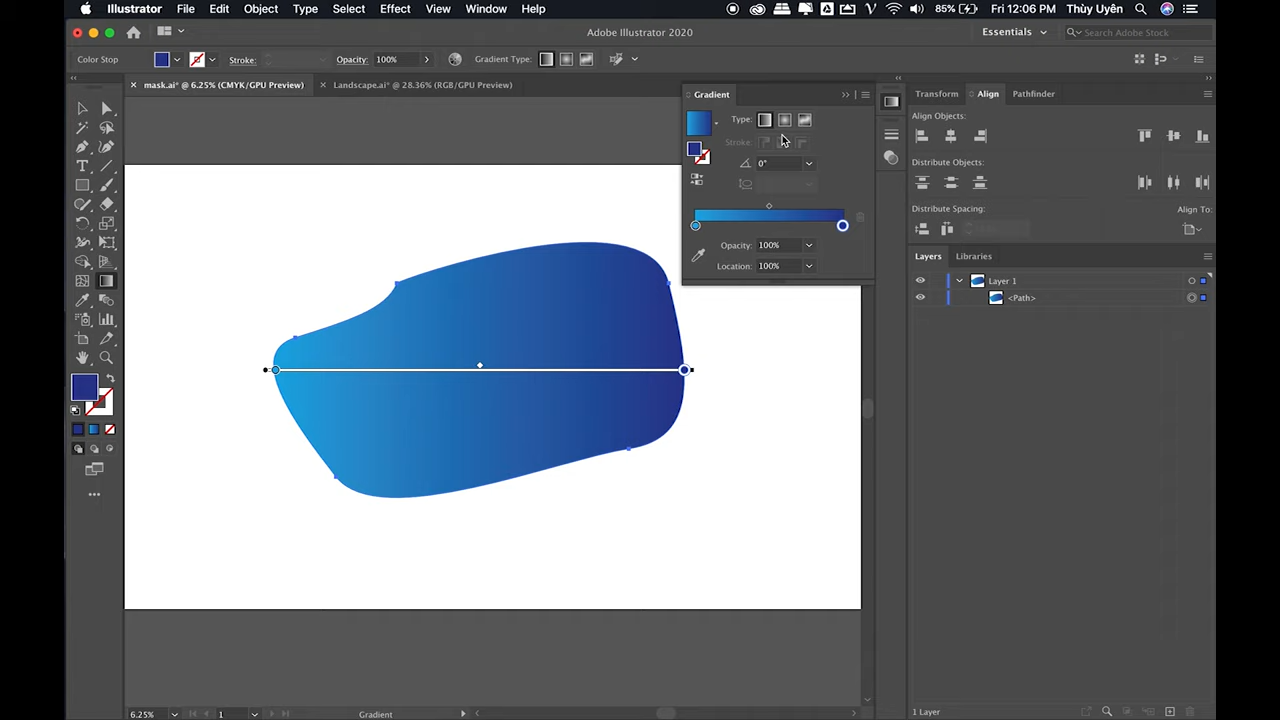 Illustrator File Edit Object Type Select Effect View Window Help 85% Fri 12:06 PM Thùy Uyên
Adobe Illustrator 2020 Essentials Search Adobe Stock
Color Stop Stroke: Opacity: 100% Gradient Type:
mask.ai* @ 6.25% (CMYK/GPU Preview) Landscape.ai* @ 28.36% (RGB/GPU Preview)
Gradient
Type:
Stroke:
0°
Opacity: 100%
Location: 100%
Transform Align Pathfinder
Align Objects:
Distribute Objects:
Distribute Spacing: Align To:
Layers Libraries
Layer 1
<Path>
6.25% 1 Gradient 1 Layer